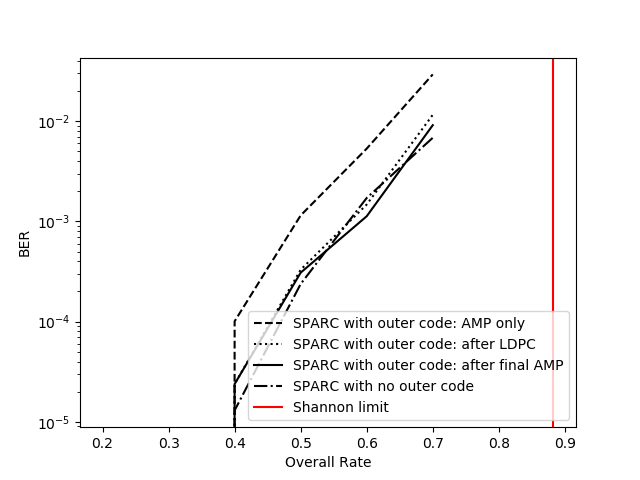 10⁻²
10⁻³
10⁻⁴
10⁻⁵
BER
SPARC with outer code: AMP only
SPARC with outer code: after LDPC
SPARC with outer code: after final AMP
SPARC with no outer code
Shannon limit
0.2 0.3 0.4 0.5 0.6 0.7 0.8 0.9
Overall Rate